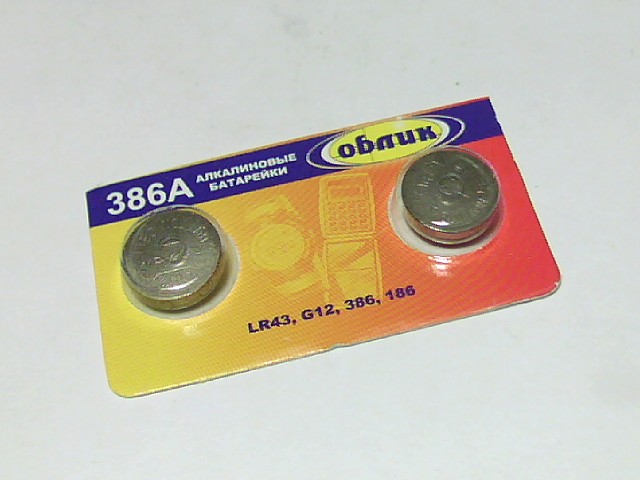 386A
АЛКАЛИНОВЫЕ
БАТАРЕЙКИ
облик
LR43, G12, 386, 186